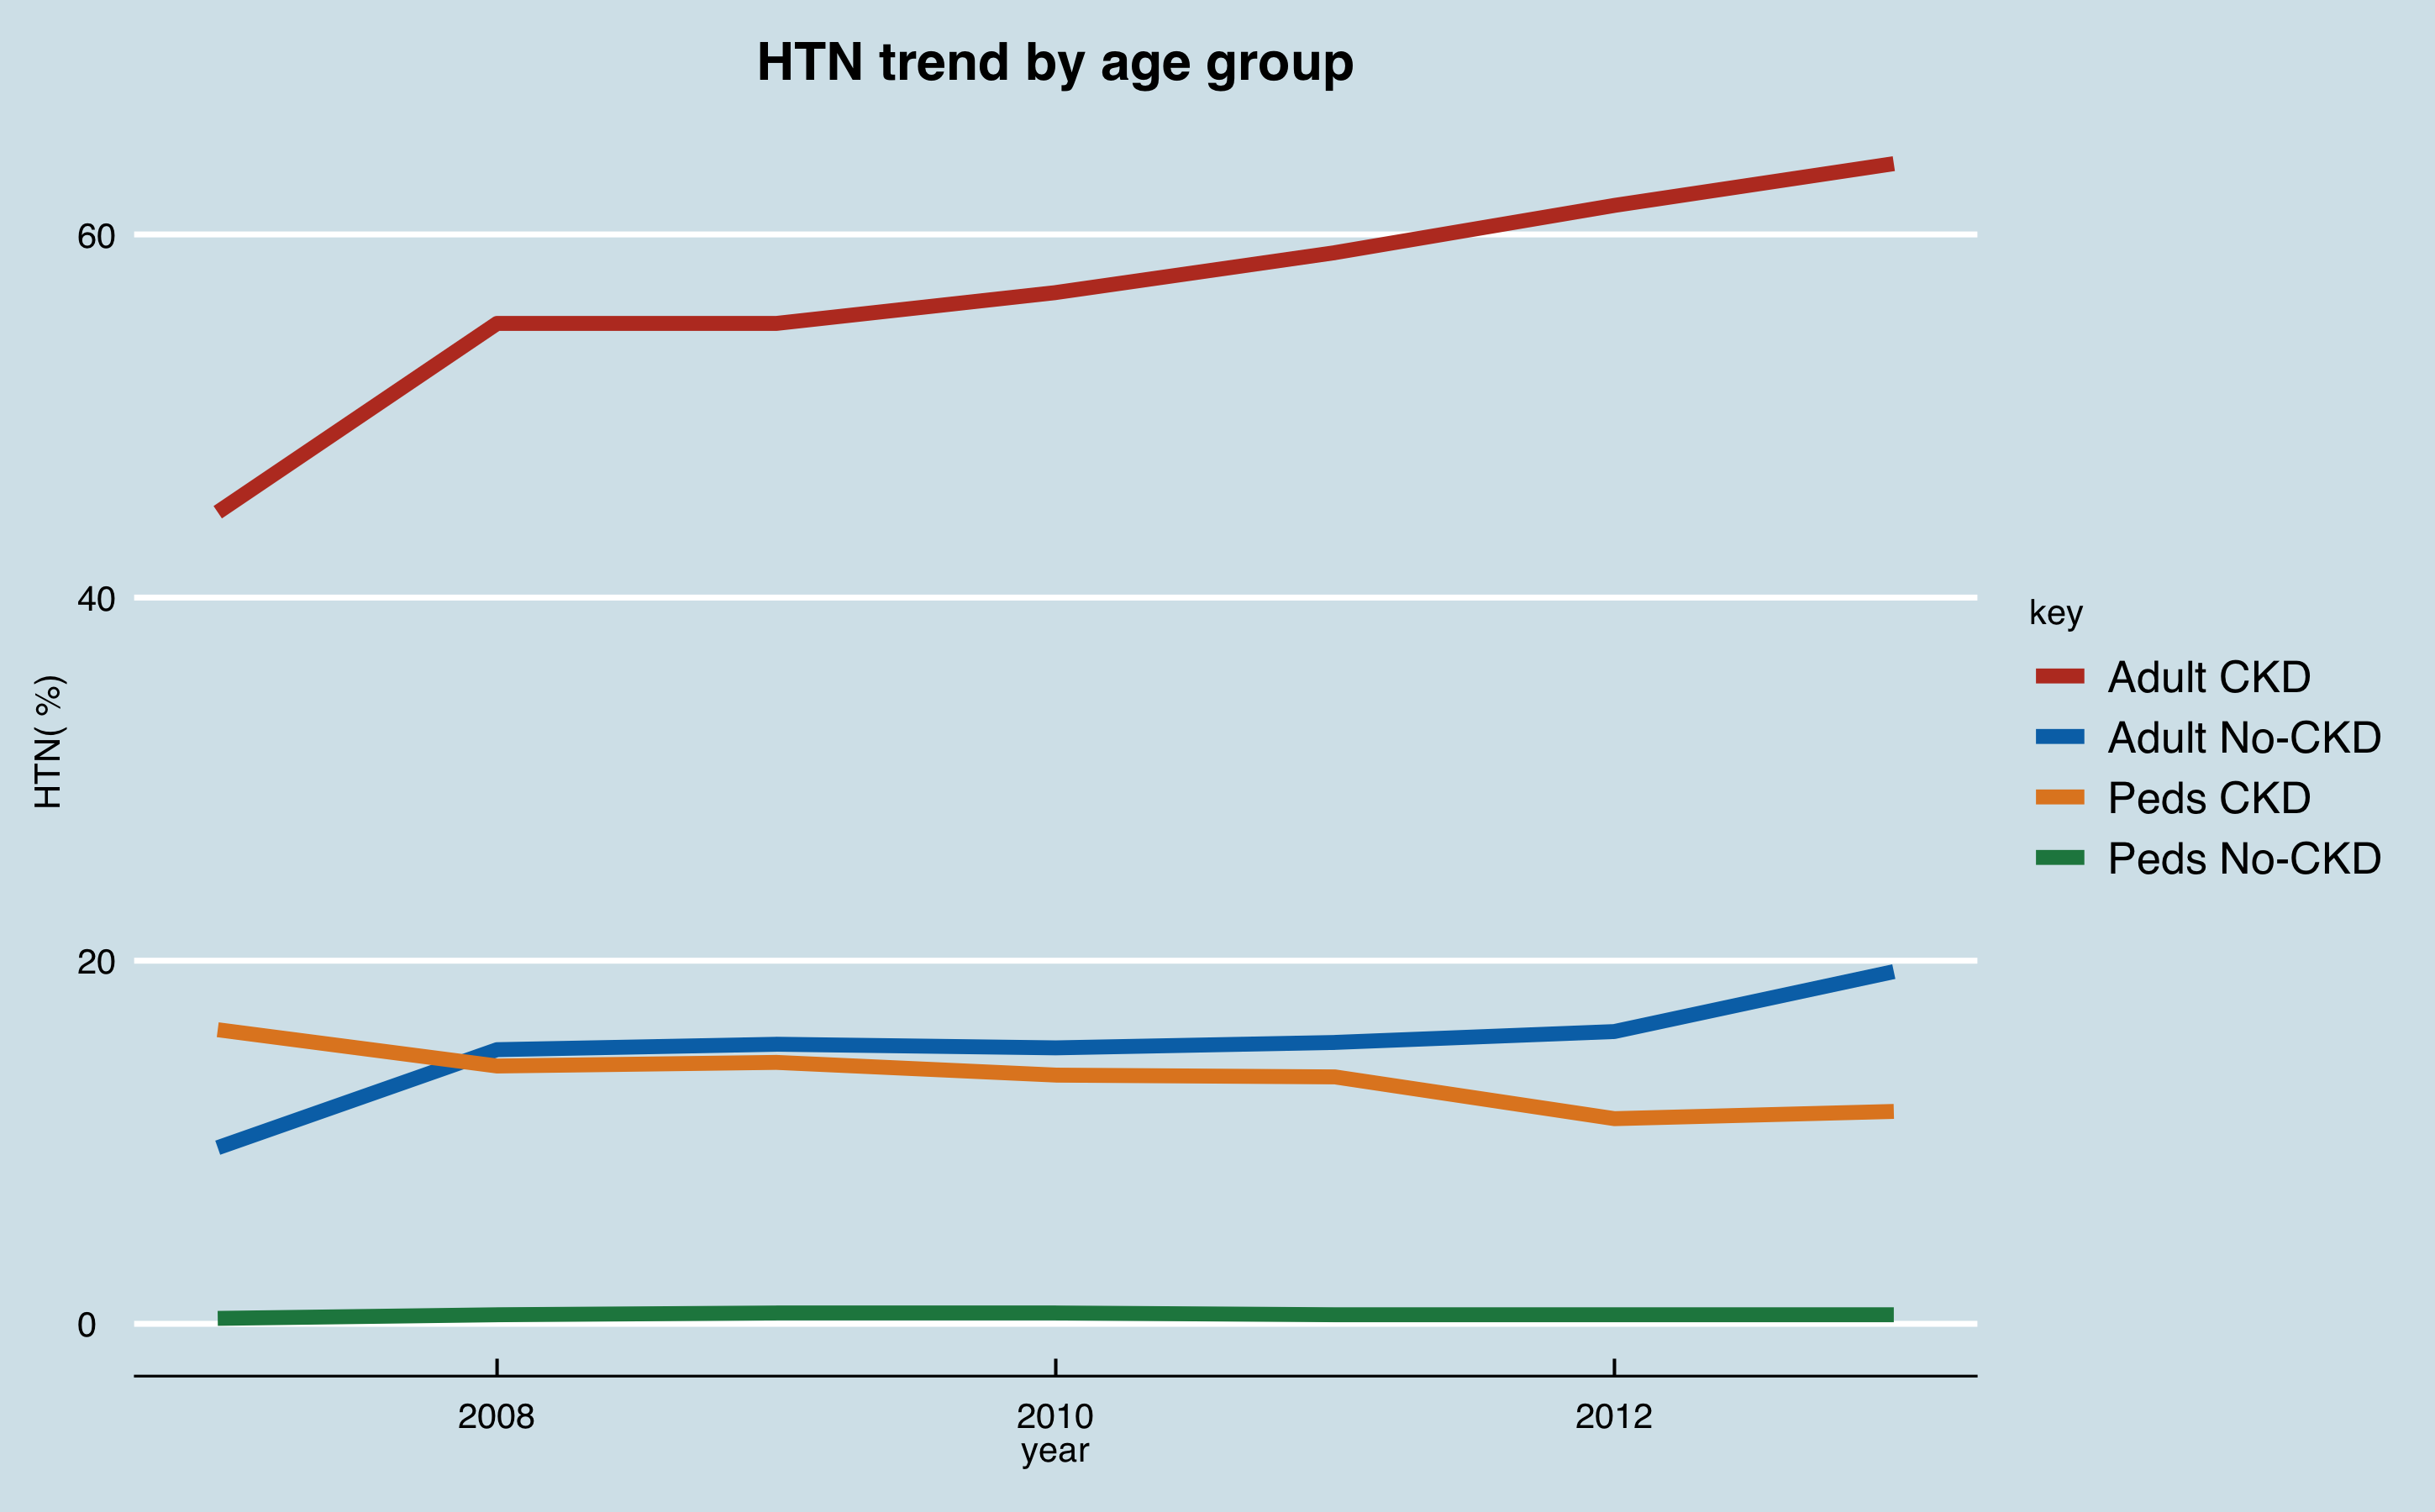 HTN trend by age group
HTN( %)
60
40
20
0
2008
2010
2012
year
key
Adult CKD
Adult No-CKD
Peds CKD
Peds No-CKD